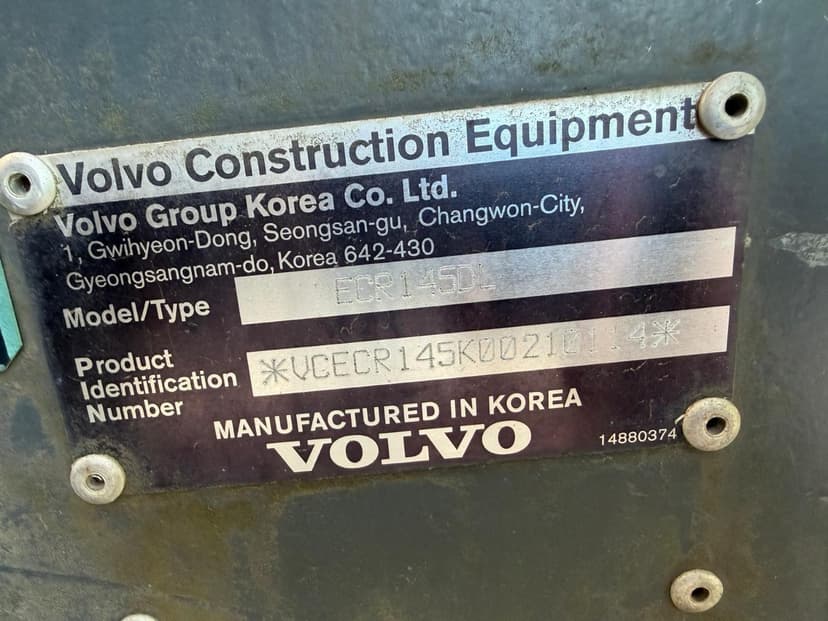 Volvo Construction Equipment
Volvo Group Korea Co. Ltd.
1, Gwihyeon-Dong, Seongsan-gu, Changwon-City,
Gyeongsangnam-do, Korea 642-430
Model/Type ECR145DL
Product Identification Number *VCECR145K00210114*
MANUFACTURED IN KOREA
VOLVO
14880374